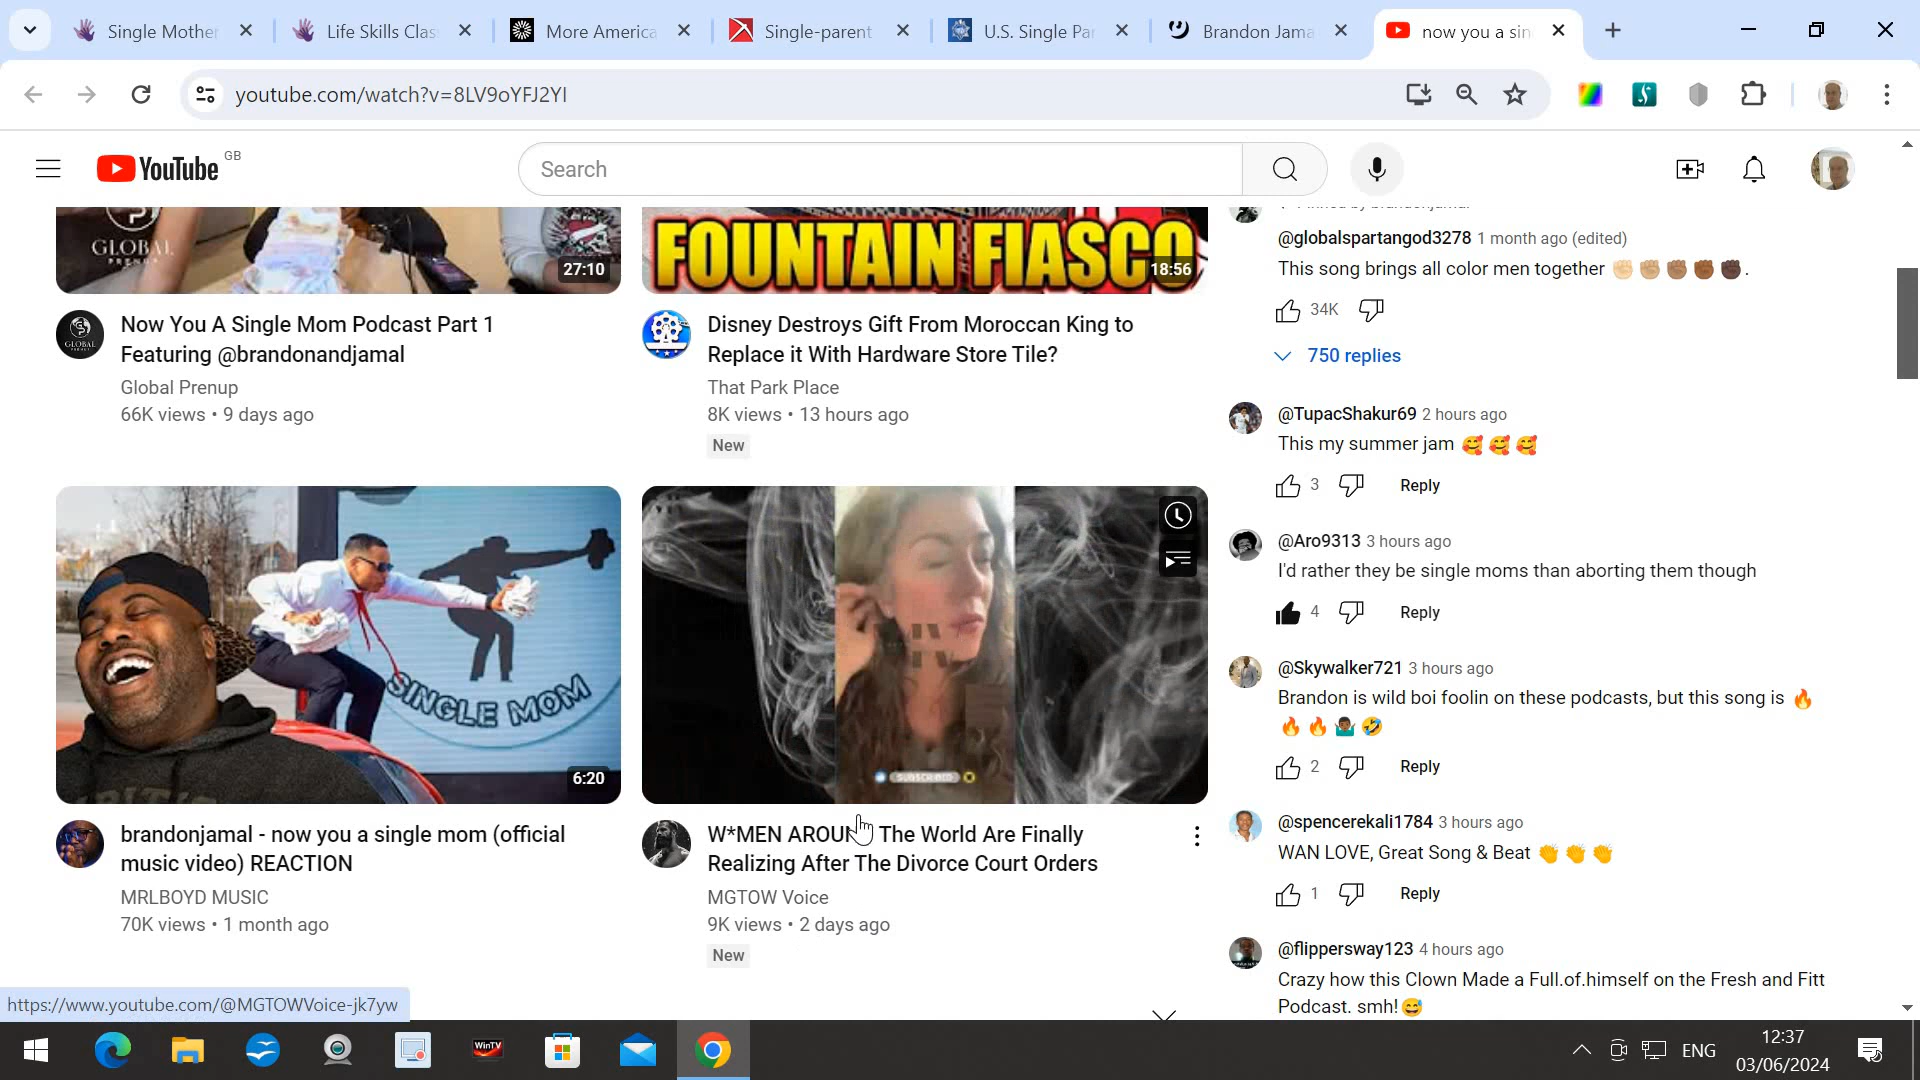 Single Mother
Life Skills Clas
More America
Single-parent
U.S. Single Par
Brandon Jama
now you a sin
youtube.com/watch?v=8LV9oYFJ2YI
YouTube
GB
Search
GLOBAL
PRENUP
27:10
FOUNTAIN FIASCO
18:56
Now You A Single Mom Podcast Part 1
Featuring @brandonandjamal
Global Prenup
66K views • 9 days ago
Disney Destroys Gift From Moroccan King to
Replace it With Hardware Store Tile?
That Park Place
8K views • 13 hours ago
New
SINGLE MOM
6:20
SUBSCRIBED
brandonjamal - now you a single mom (official
music video) REACTION
MRLBOYD MUSIC
70K views • 1 month ago
W*MEN AROUN The World Are Finally
Realizing After The Divorce Court Orders
MGTOW Voice
9K views • 2 days ago
New
@globalspartangod3278 1 month ago (edited)
This song brings all color men together ✊🏻✊🏼✊🏽✊🏾✊🏿.
34K
750 replies
@TupacShakur69 2 hours ago
This my summer jam 🥰🥰🥰
3 Reply
@Aro9313 3 hours ago
I'd rather they be single moms than aborting them though
4 Reply
@Skywalker721 3 hours ago
Brandon is wild boi foolin on these podcasts, but this song is 🔥
🔥🔥🤷🏾‍♂️🤣
2 Reply
@spencerekali1784 3 hours ago
WAN LOVE, Great Song & Beat 👏👏👏
1 Reply
@flippersway123 4 hours ago
Crazy how this Clown Made a Full.of.himself on the Fresh and Fitt
Podcast. smh!😅
https://www.youtube.com/@MGTOWVoice-jk7yw
WinTV
ENG
12:37
03/06/2024